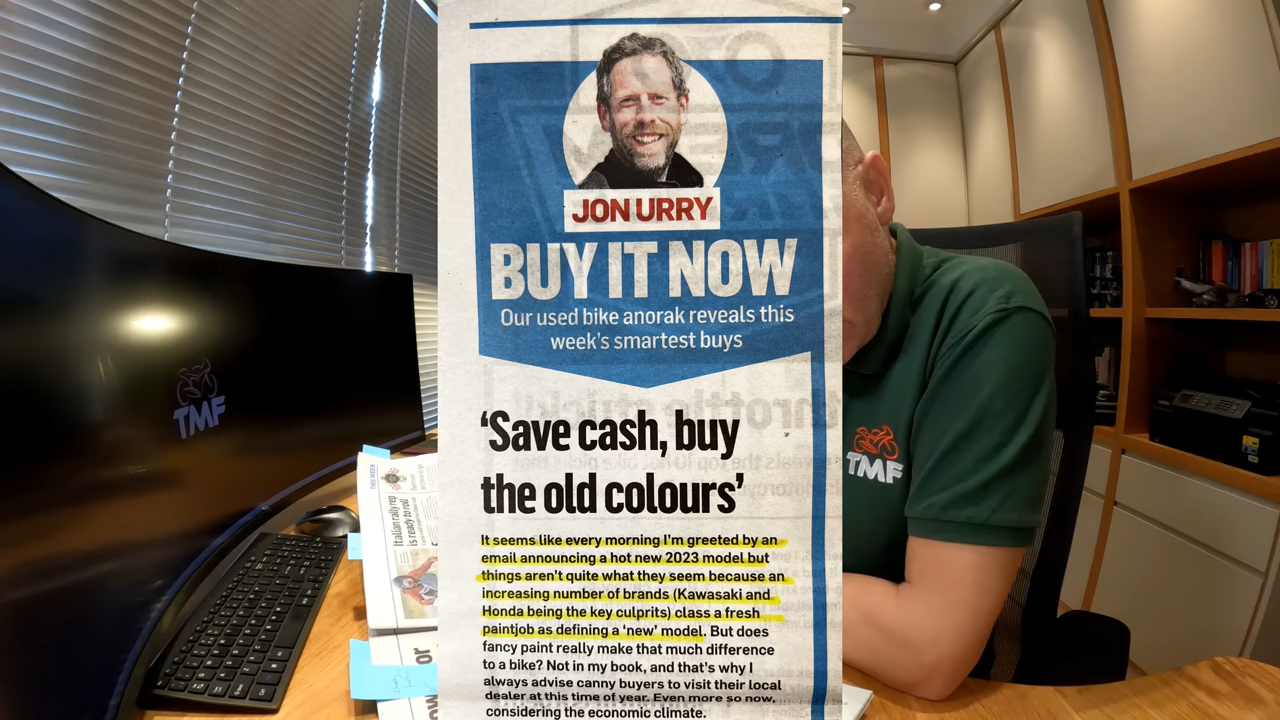 JON URRY
BUY IT NOW
Our used bike anorak reveals this
week's smartest buys
'Save cash, buy
the old colours'
It seems like every morning I'm greeted by an
email announcing a hot new 2023 model but
things aren't quite what they seem because an
increasing number of brands (Kawasaki and
Honda being the key culprits) class a fresh
paintjob as defining a 'new' model. But does
fancy paint really make that much difference
to a bike? Not in my book, and that's why I
always advise canny buyers to visit their local
dealer at this time of year. Even more so now,
considering the economic climate.
TMF
THIS WEEK
Italian rally rep
is ready to roll
TMF